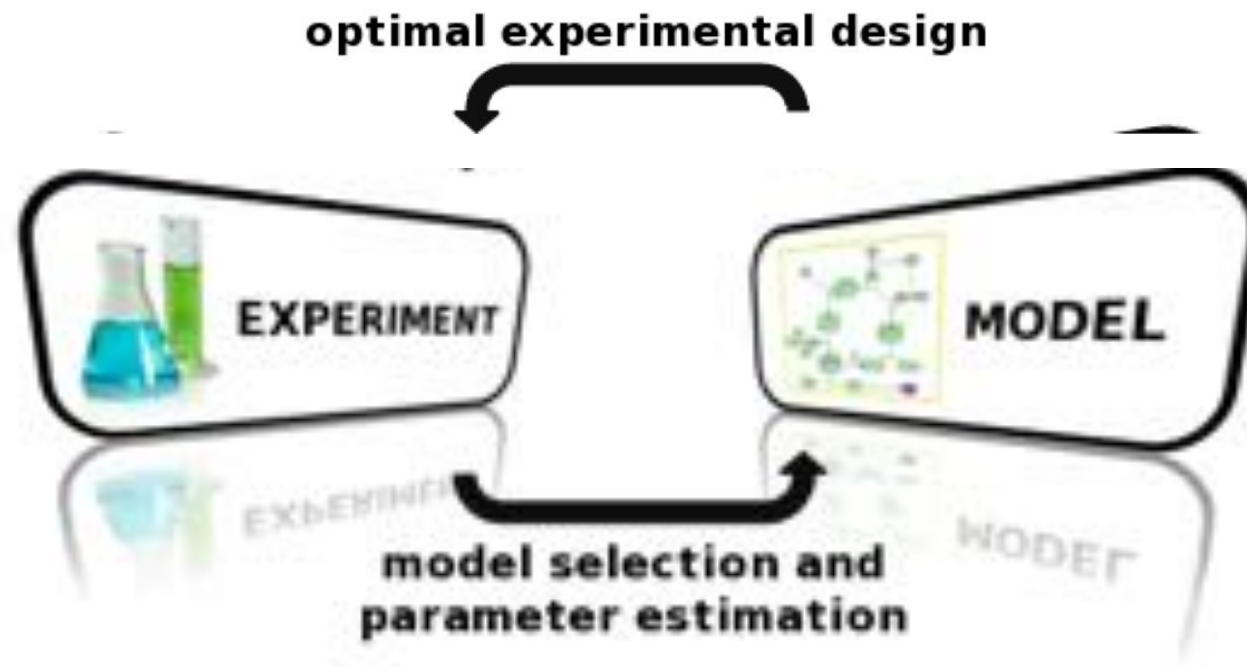 optimal experimental design
EXPERIMENT
MODEL
model selection and
parameter estimation